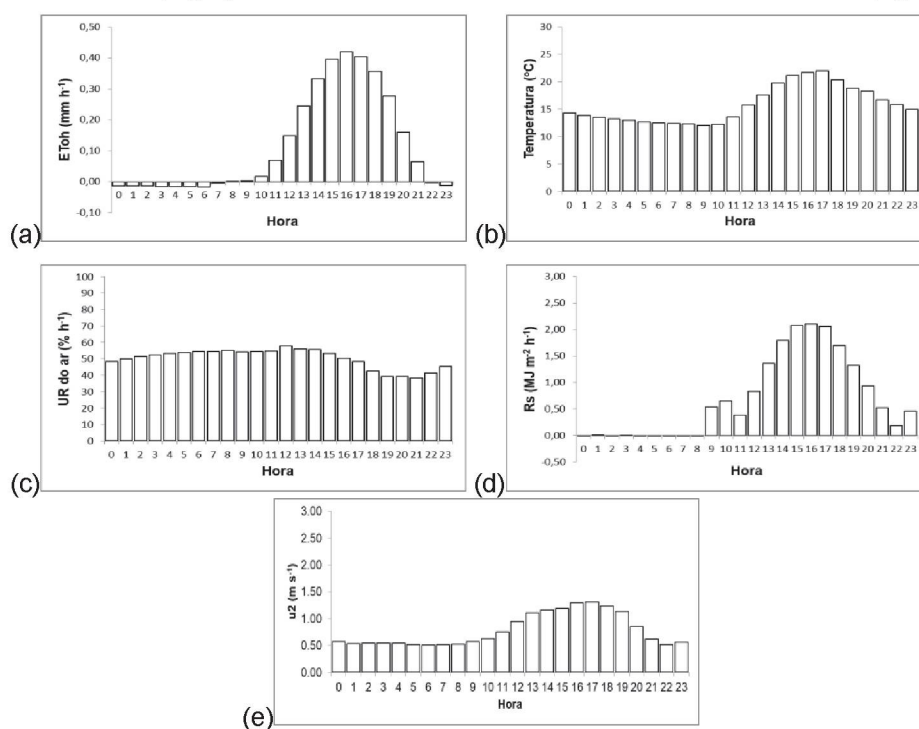 0,50
0,40
0,30
0,20
0,10
0,00
-0,10
EToh (mm h⁻¹)
0 1 2 3 4 5 6 7 8 9 10 11 12 13 14 15 16 17 18 19 20 21 22 23
Hora
(a)
30
25
20
15
10
5
0
Temperatura (°C)
0 1 2 3 4 5 6 7 8 9 10 11 12 13 14 15 16 17 18 19 20 21 22 23
Hora
(b)
100
90
80
70
60
50
40
30
20
10
0
UR do ar (% h⁻¹)
0 1 2 3 4 5 6 7 8 9 10 11 12 13 14 15 16 17 18 19 20 21 22 23
Hora
(c)
3,00
2,50
2,00
1,50
1,00
0,50
0,00
-0,50
Rs (MJ m⁻² h⁻¹)
0 1 2 3 4 5 6 7 8 9 10 11 12 13 14 15 16 17 18 19 20 21 22 23
Hora
(d)
3.00
2.50
2.00
1.50
1.00
0.50
0.00
u2 (m s⁻¹)
0 1 2 3 4 5 6 7 8 9 10 11 12 13 14 15 16 17 18 19 20 21 22 23
Hora
(e)